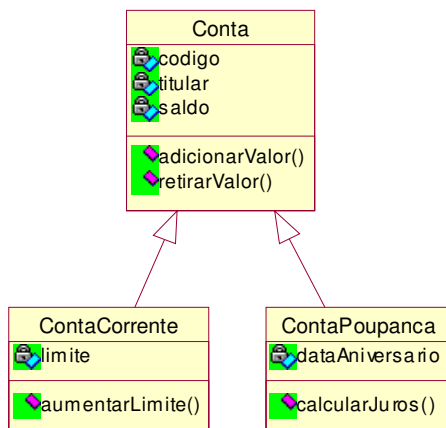 Conta
codigo
titular
saldo
adicionarValor()
retirarValor()
ContaCorrente
limite
aumentarLimite()
ContaPoupanca
dataAniversario
calcularJuros()